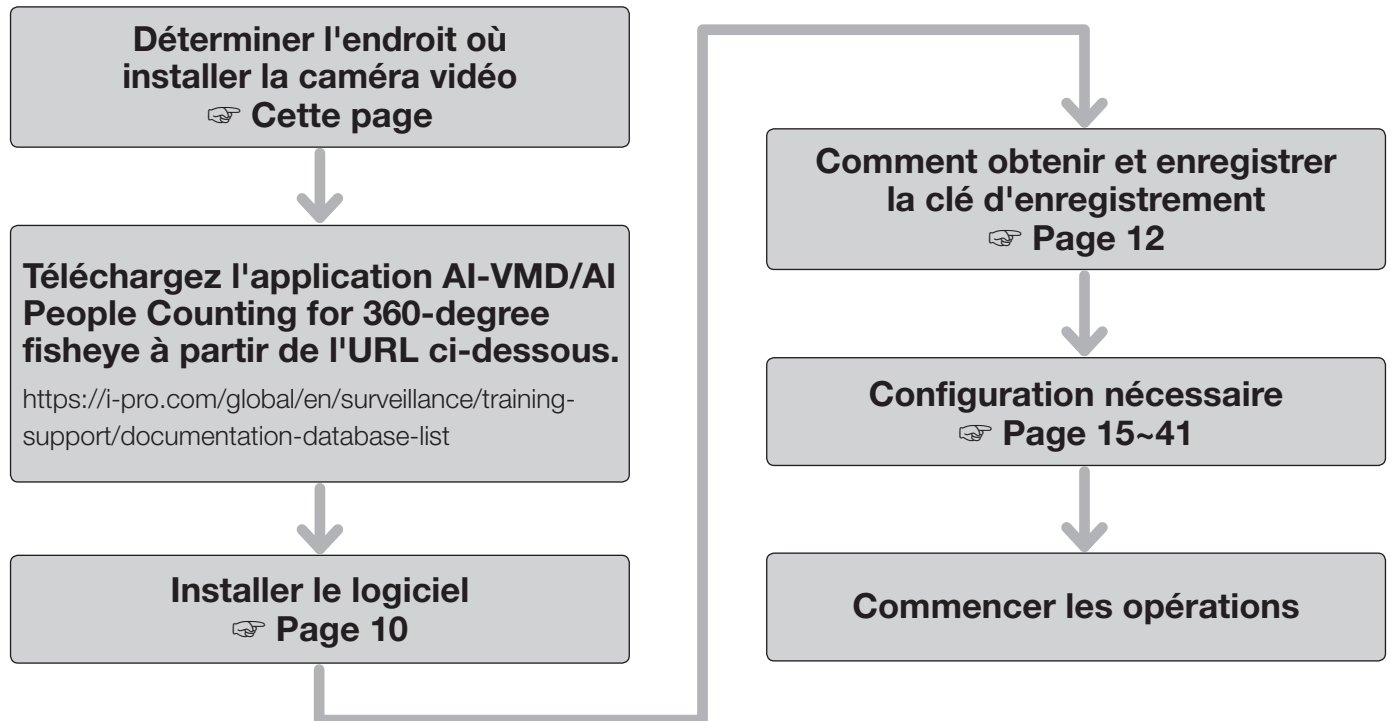 Déterminer l'endroit où
installer la caméra vidéo
☞ Cette page
Téléchargez l'application AI-VMD/AI
People Counting for 360-degree
fisheye à partir de l'URL ci-dessous.
https://i-pro.com/global/en/surveillance/training-
support/documentation-database-list
Installer le logiciel
☞ Page 10
Comment obtenir et enregistrer
la clé d'enregistrement
☞ Page 12
Configuration nécessaire
☞ Page 15~41
Commencer les opérations